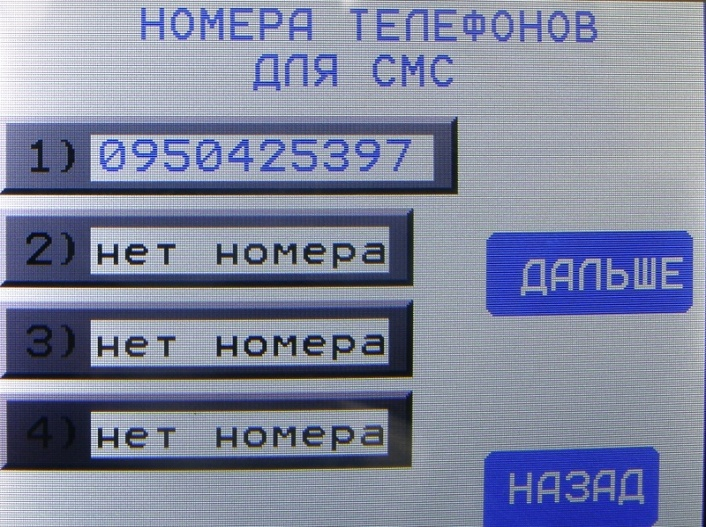 НОМЕРА ТЕЛЕФОНОВ
ДЛЯ СМС
1) 0950425397
2) нет номера
ДАЛЬШЕ
3) нет номера
4) нет номера
НАЗАД